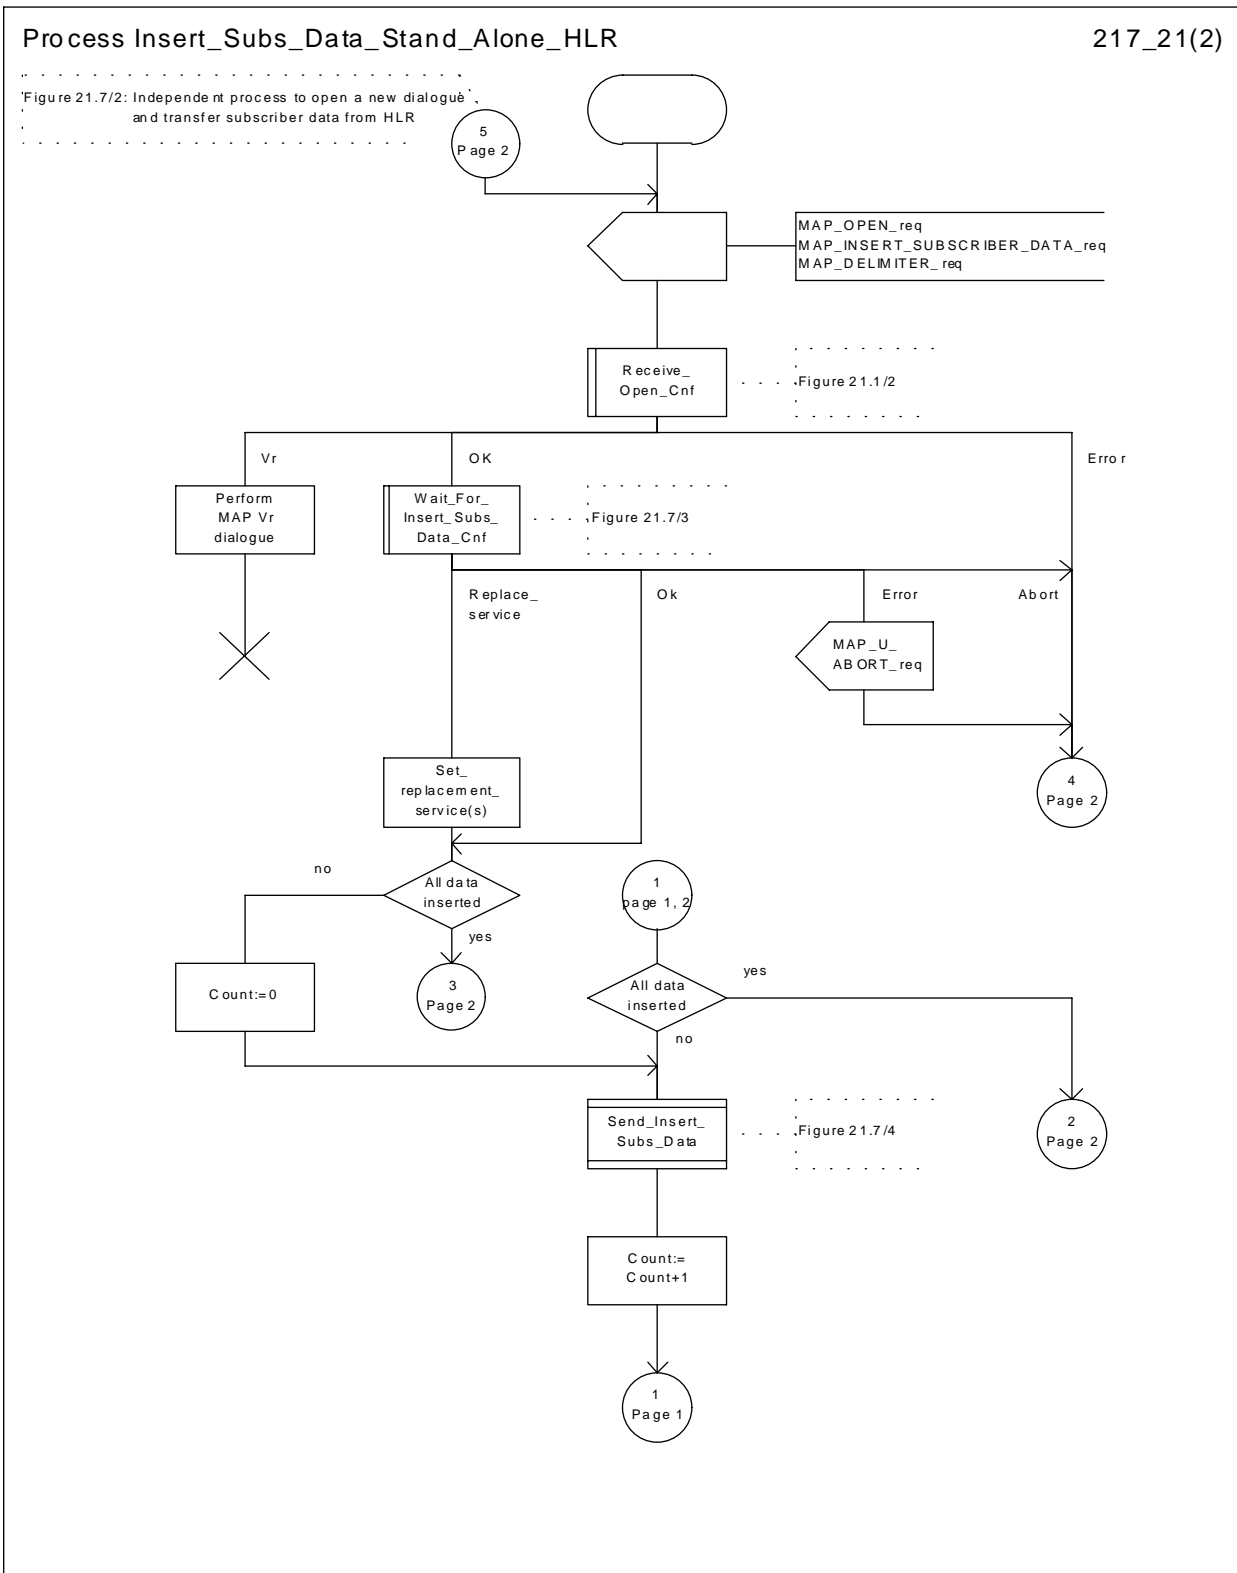 Process Insert_Subs_Data_Stand_Alone_HLR
217_21(2)
Figure 21.7/2: Independent process to open a new dialogue
and transfer subscriber data from HLR
5
Page 2
MAP_OPEN_req
MAP_INSERT_SUBSCRIBER_DATA_req
MAP_DELIMITER_req
Receive_
Open_Cnf
Figure 21.1/2
Vr
OK
Error
Perform
MAP Vr
dialogue
Wait_For_
Insert_Subs_
Data_Cnf
Figure 21.7/3
Replace_
service
Ok
Error
Abort
MAP_U_
ABORT_req
Set_
replacement_
service(s)
4
Page 2
no
All data
inserted
yes
1
page 1, 2
Count:=0
3
Page 2
All data
inserted
yes
no
Send_Insert_
Subs_Data
Figure 21.7/4
2
Page 2
Count:=
Count+1
1
Page 1